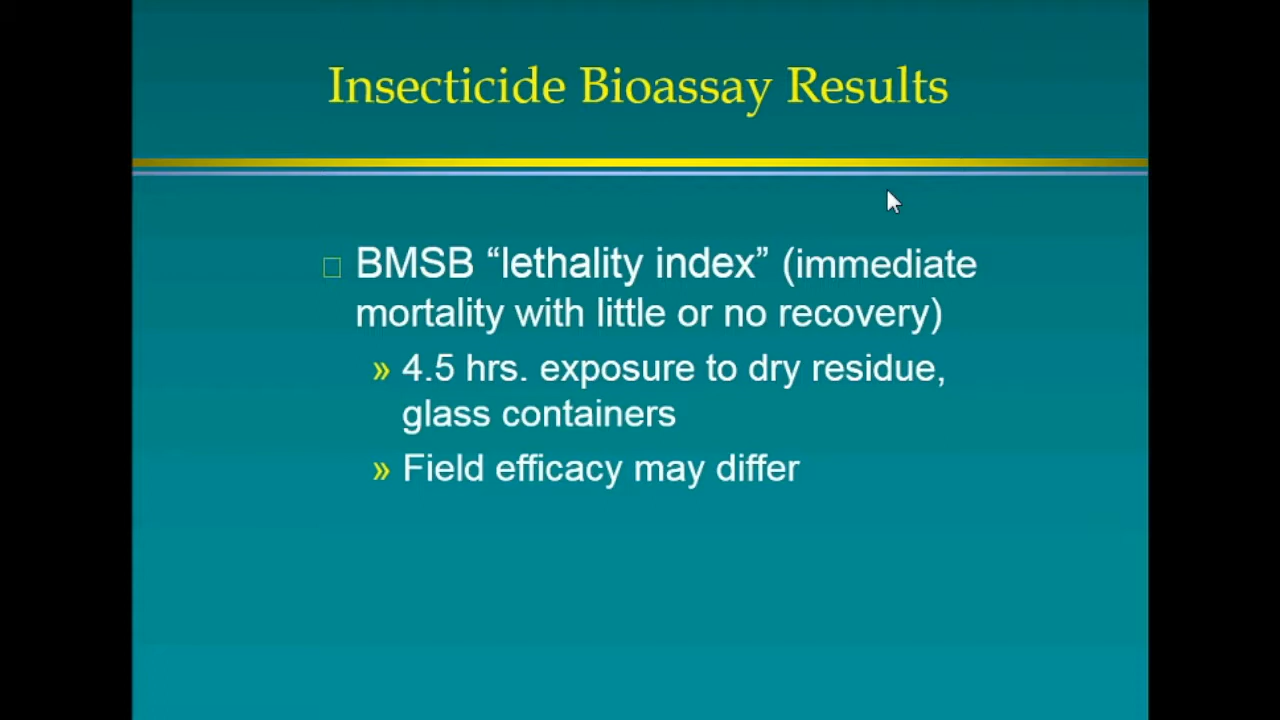 Insecticide Bioassay Results
BMSB “lethality index” (immediate
mortality with little or no recovery)
» 4.5 hrs. exposure to dry residue,
glass containers
» Field efficacy may differ